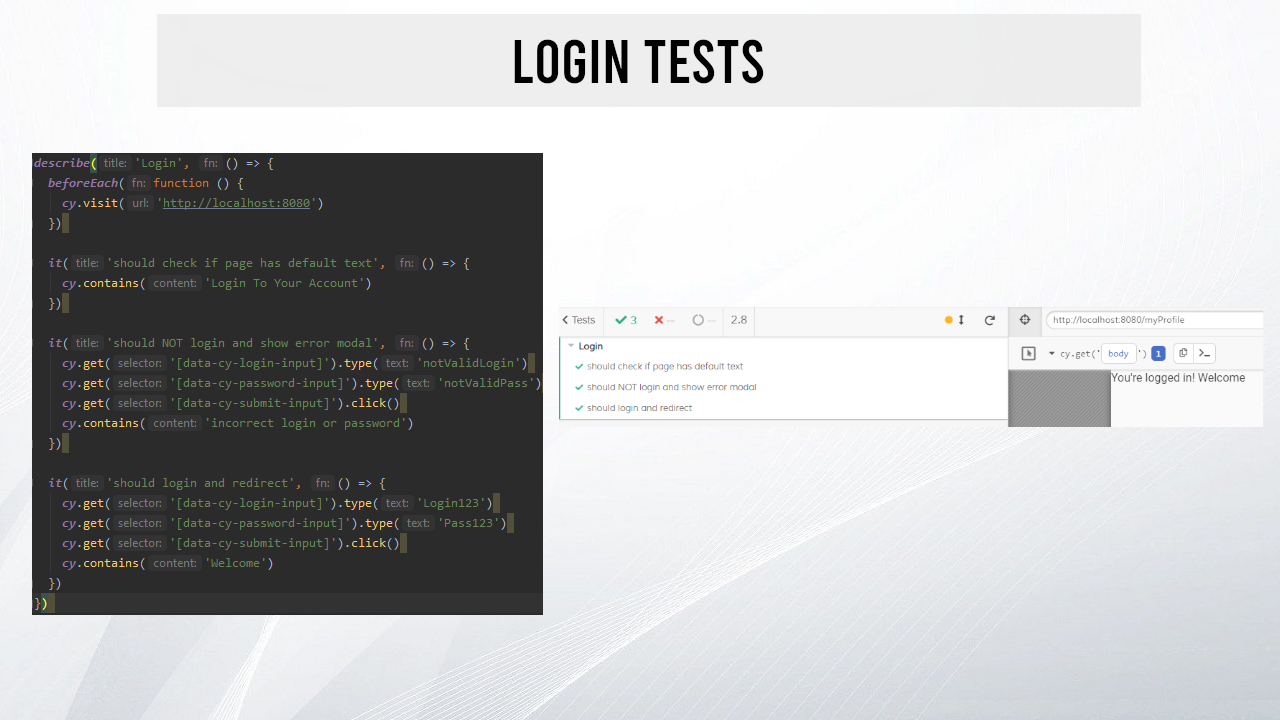 LOGIN TESTS
describe( title: 'Login', fn: () => {
beforeEach( fn: function () {
cy.visit( url: 'http://localhost:8080')
})
it( title: 'should check if page has default text', fn: () => {
cy.contains( content: 'Login To Your Account')
})
it( title: 'should NOT login and show error modal', fn: () => {
cy.get( selector: '[data-cy-login-input]').type( text: 'notValidLogin')
cy.get( selector: '[data-cy-password-input]').type( text: 'notValidPass')
cy.get( selector: '[data-cy-submit-input]').click()
cy.contains( content: 'incorrect login or password')
})
it( title: 'should login and redirect', fn: () => {
cy.get( selector: '[data-cy-login-input]').type( text: 'Login123')
cy.get( selector: '[data-cy-password-input]').type( text: 'Pass123')
cy.get( selector: '[data-cy-submit-input]').click()
cy.contains( content: 'Welcome')
})
})
< Tests ✓ 3 ✗ -- -- 2.8
Login
✓ should check if page has default text
✓ should NOT login and show error modal
✓ should login and redirect
http://localhost:8080/myProfile
cy.get(' body ') 1 >_
You're logged in! Welcome